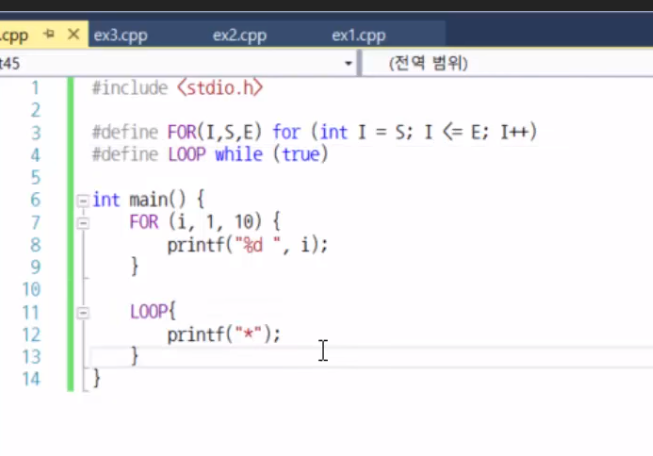 .cpp ex3.cpp ex2.cpp ex1.cpp
t45 (전역 범위)
1 #include <stdio.h>
2
3 #define FOR(I,S,E) for (int I = S; I <= E; I++)
4 #define LOOP while (true)
5
6 int main() {
7 FOR (i, 1, 10) {
8 printf("%d ", i);
9 }
10
11 LOOP{
12 printf("*");
13 }
14 }